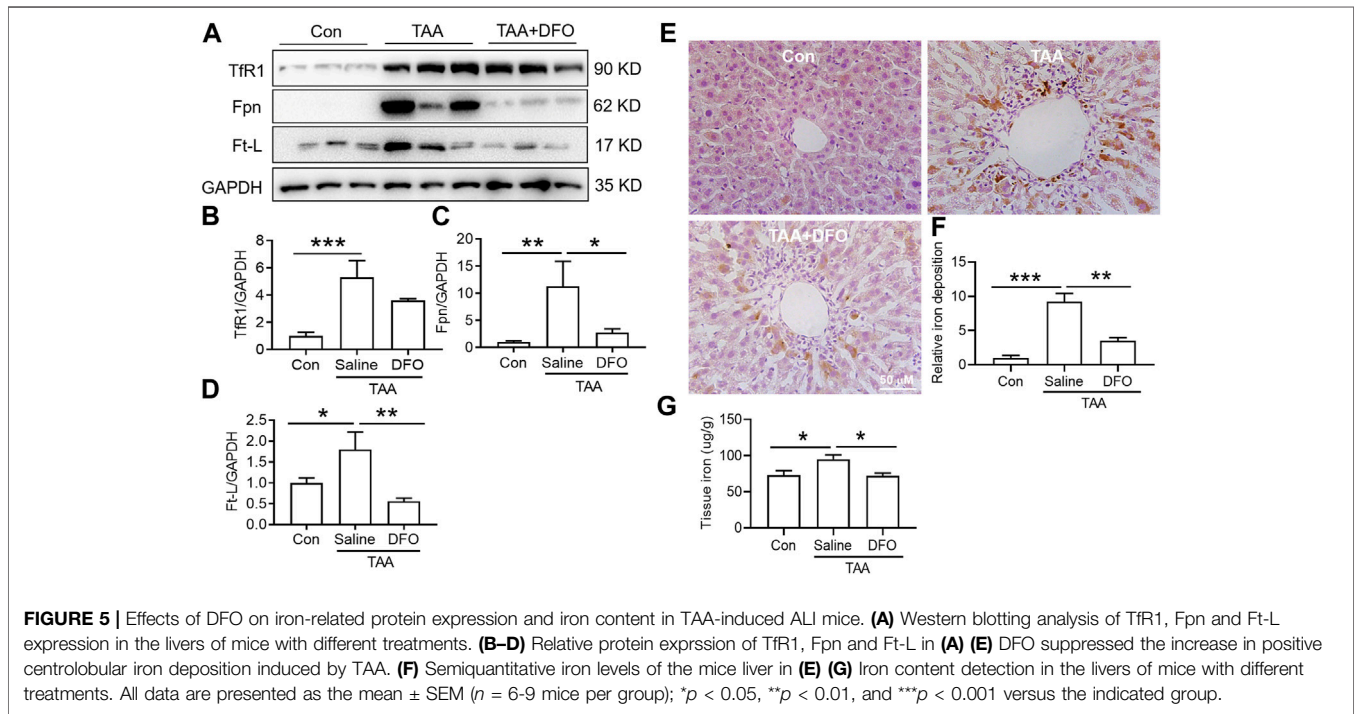 A
Con TAA TAA+DFO
TfR1 90 KD
Fpn 62 KD
Ft-L 17 KD
GAPDH 35 KD
B
TfR1/GAPDH
8
6
4
2
0
***
Con Saline DFO
TAA
C
Fpn/GAPDH
20
15
10
5
0
** *
Con Saline DFO
TAA
D
Ft-L/GAPDH
2.5
2.0
1.5
1.0
0.5
0.0
* **
Con Saline DFO
TAA
E
Con
TAA
TAA+DFO
50 μM
F
Relative iron deposition
15
10
5
0
*** **
Con Saline DFO
TAA
G
Tissue iron (ug/g)
150
100
50
0
* *
Con Saline DFO
TAA
FIGURE 5 | Effects of DFO on iron-related protein expression and iron content in TAA-induced ALI mice. (A) Western blotting analysis of TfR1, Fpn and Ft-L
expression in the livers of mice with different treatments. (B–D) Relative protein exprssion of TfR1, Fpn and Ft-L in (A) (E) DFO suppressed the increase in positive
centrolobular iron deposition induced by TAA. (F) Semiquantitative iron levels of the mice liver in (E) (G) Iron content detection in the livers of mice with different
treatments. All data are presented as the mean ± SEM (n = 6-9 mice per group); *p < 0.05, **p < 0.01, and ***p < 0.001 versus the indicated group.